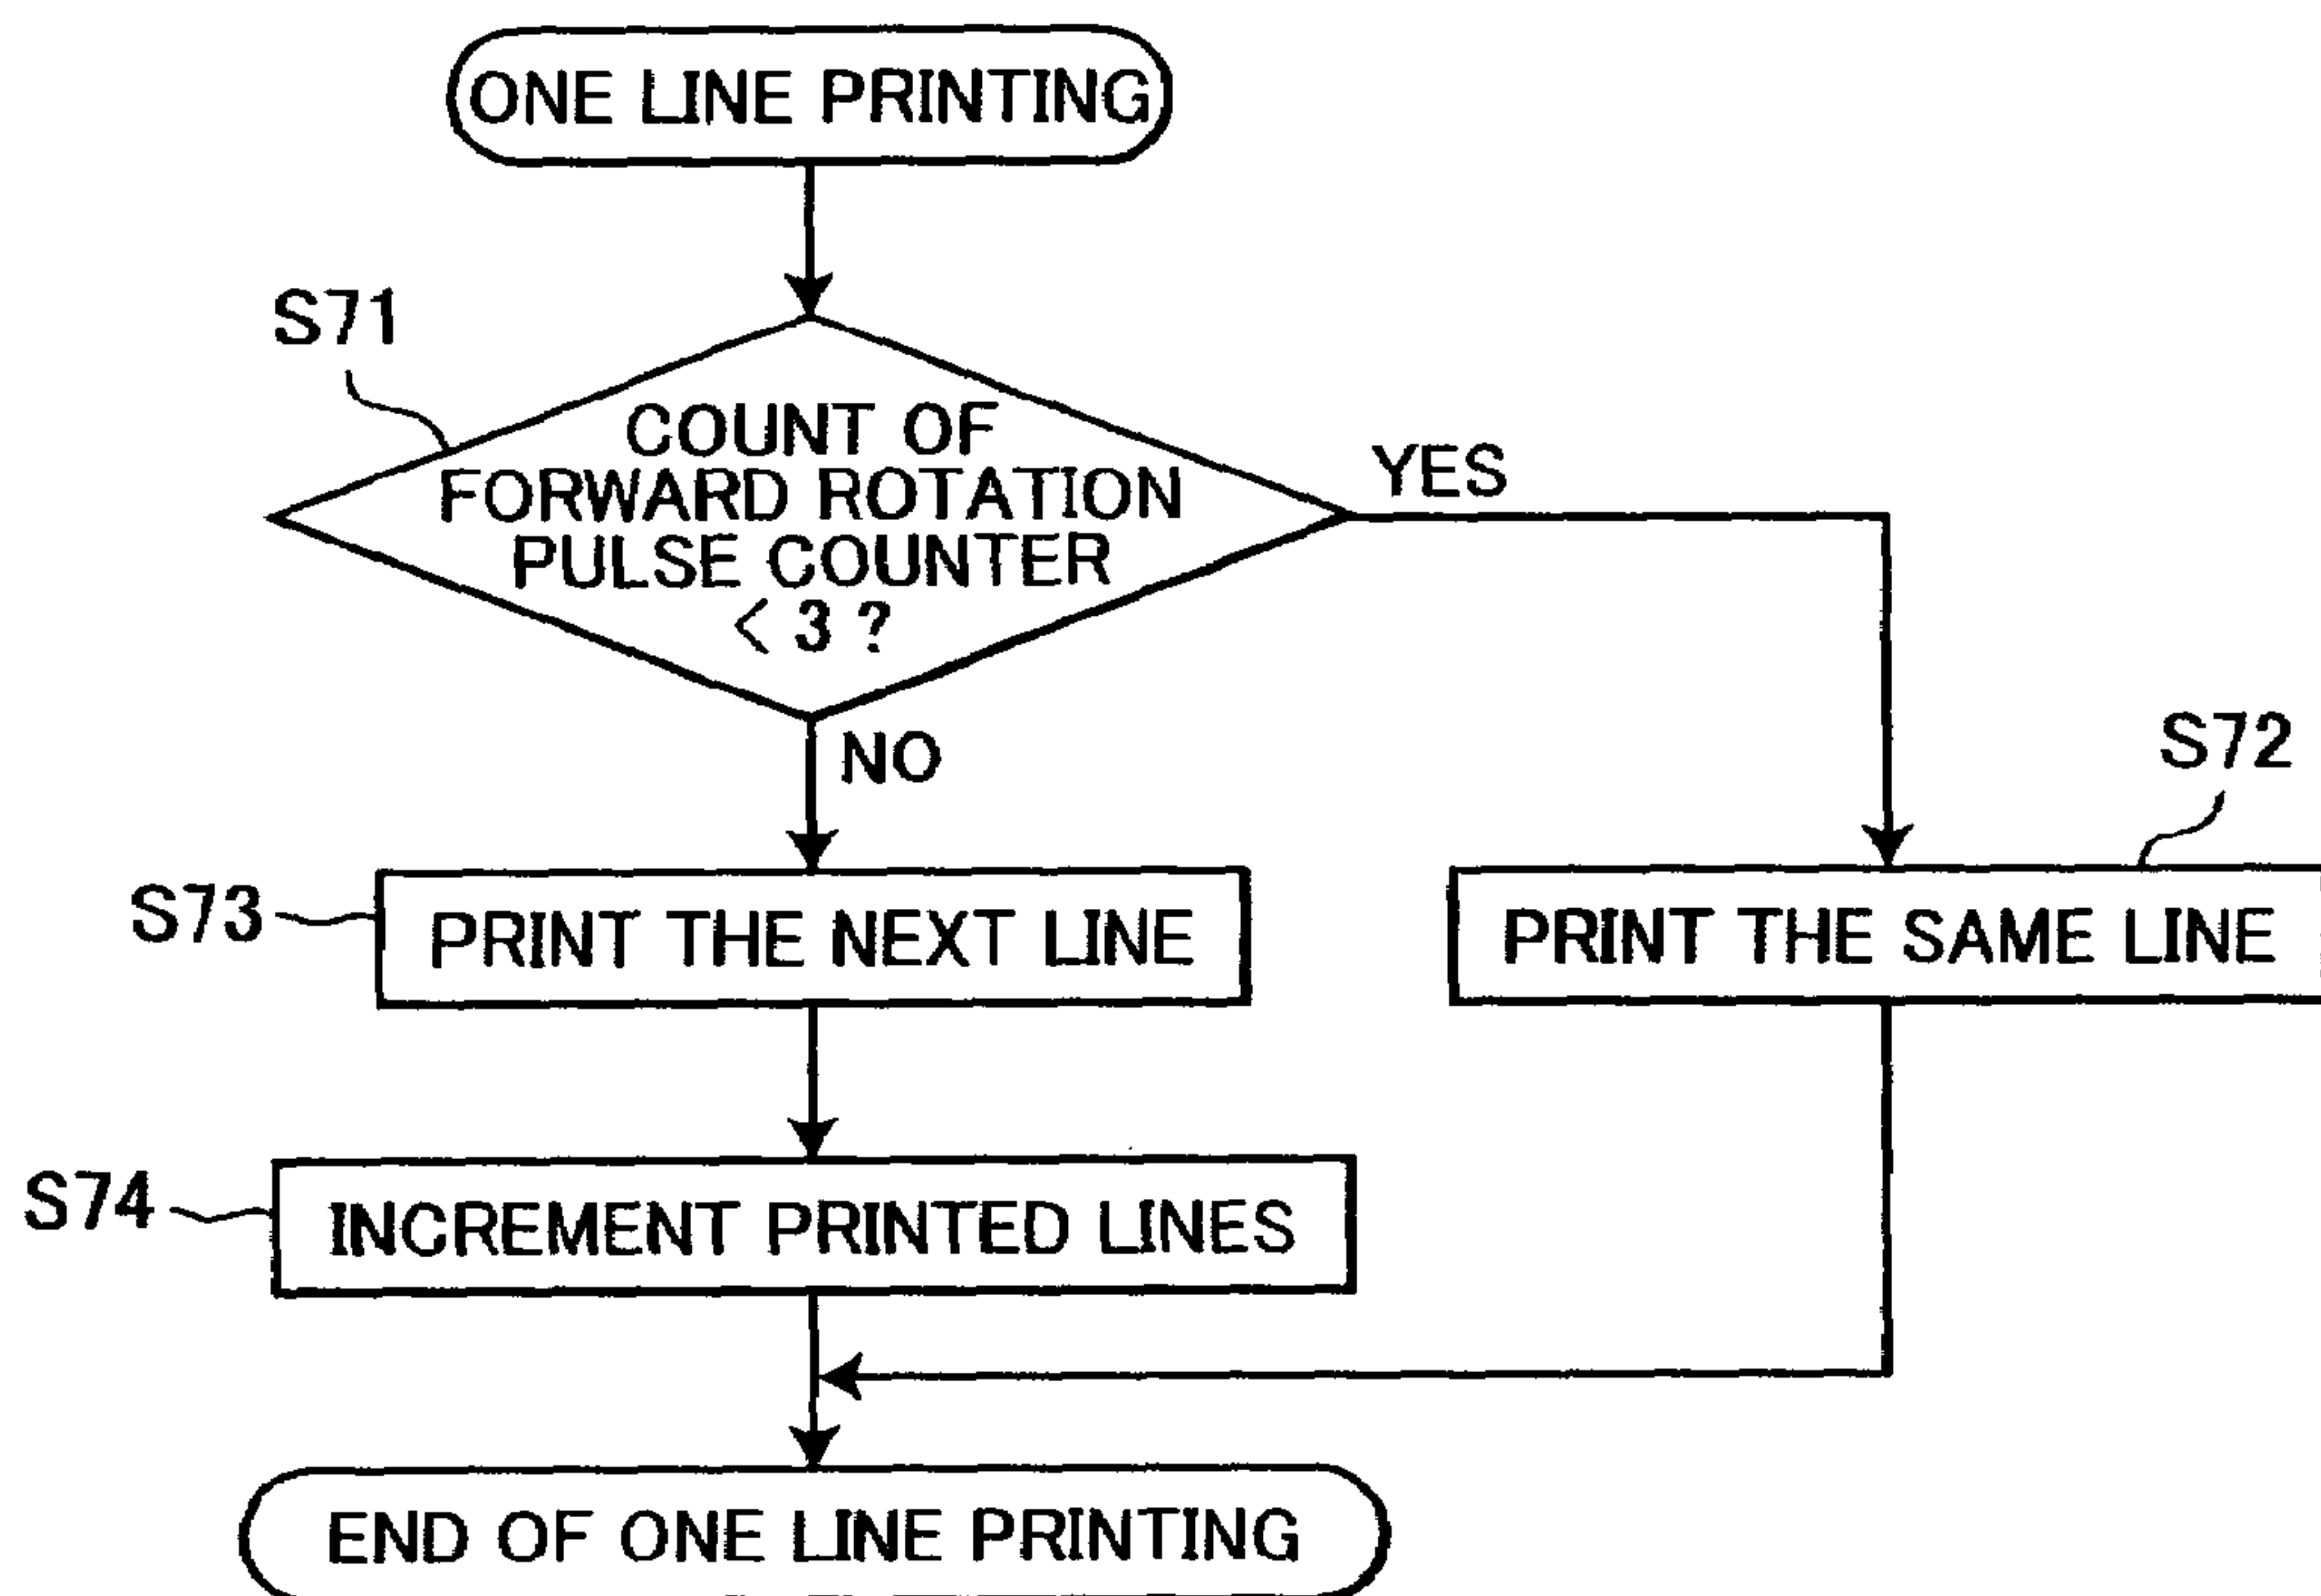 ONE LINE PRINTING
S71
COUNT OF
FORWARD ROTATION
PULSE COUNTER
< 3 ?
YES
NO
S72
S73
PRINT THE NEXT LINE
PRINT THE SAME LINE
S74
INCREMENT PRINTED LINES
END OF ONE LINE PRINTING